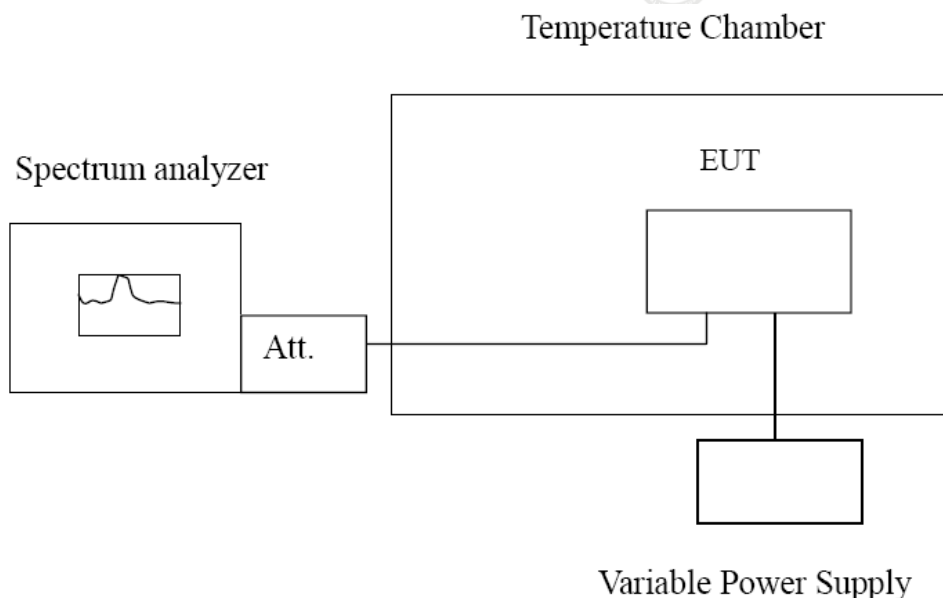 Temperature Chamber
EUT
Spectrum analyzer
Att.
Variable Power Supply